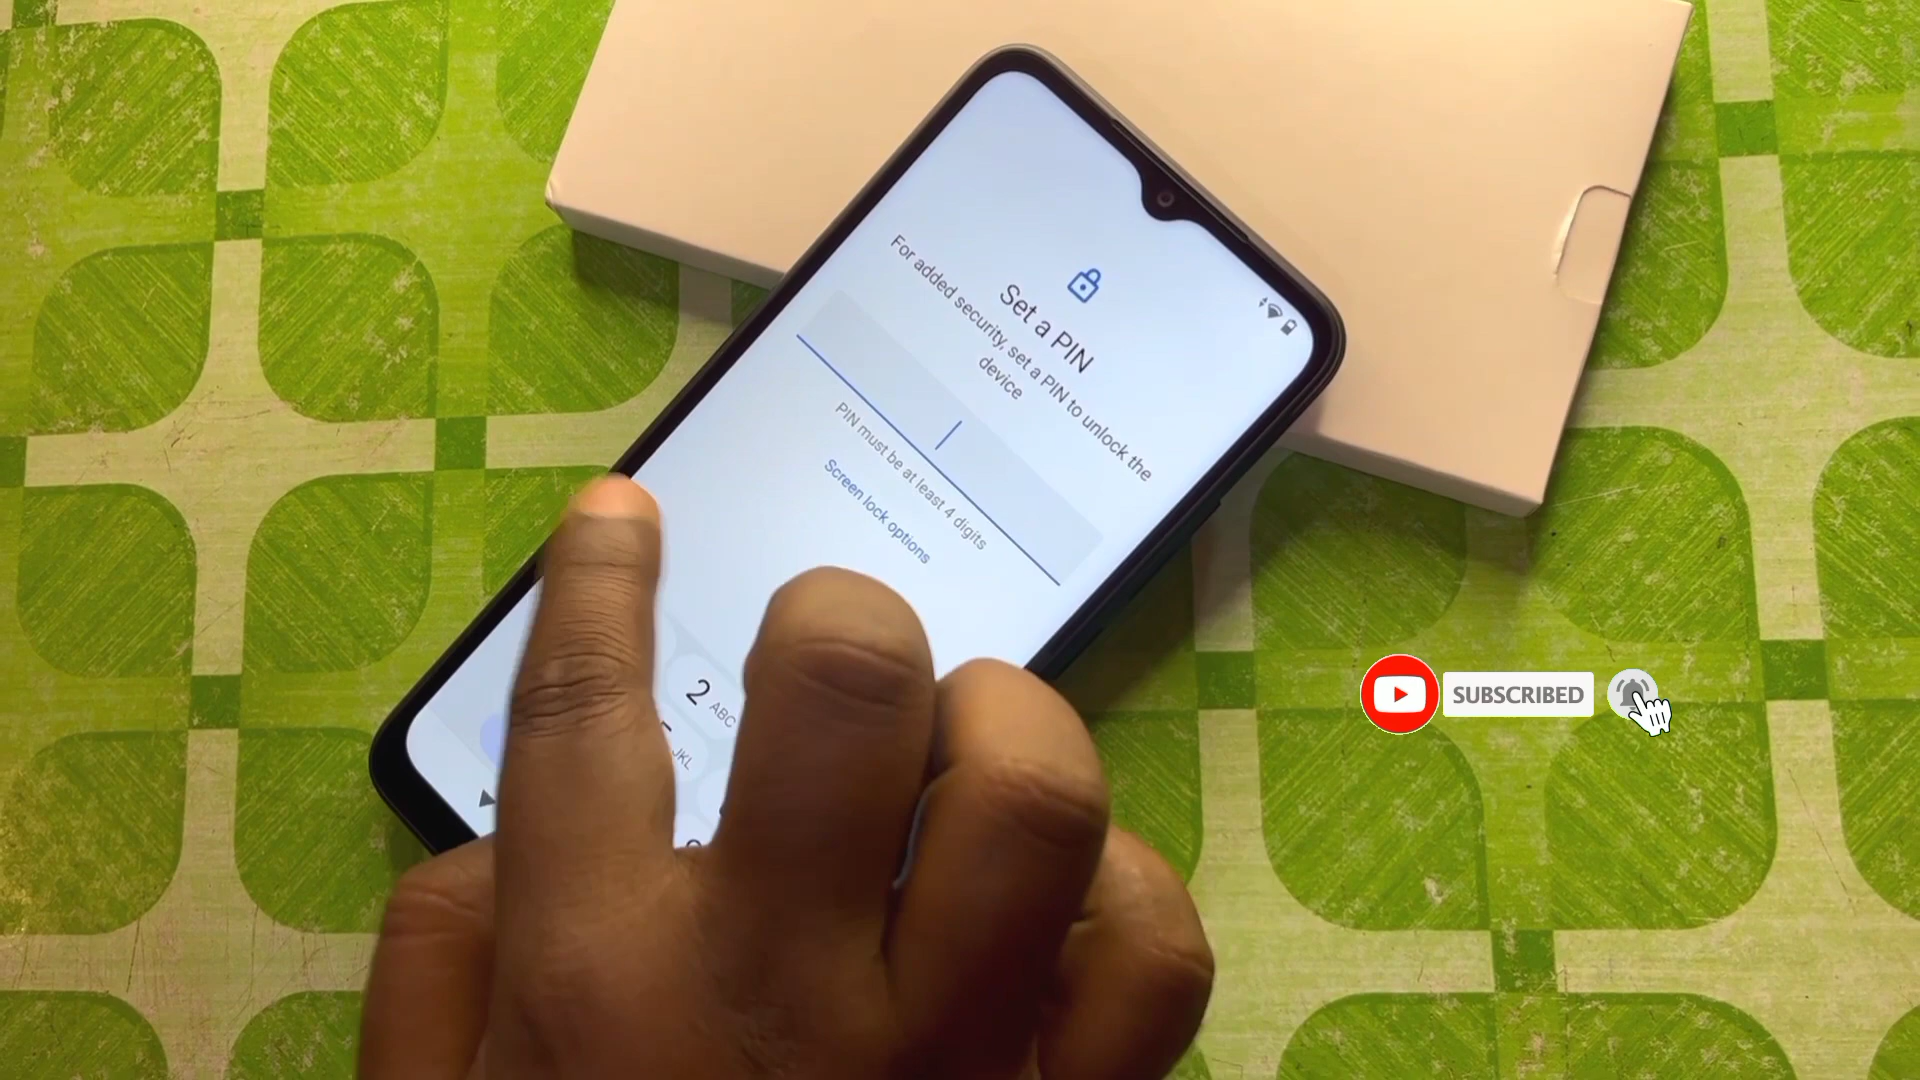 Set a PIN
For added security, set a PIN to unlock the
device
PIN must be at least 4 digits
Screen lock options
2 ABC
JKL
SUBSCRIBED